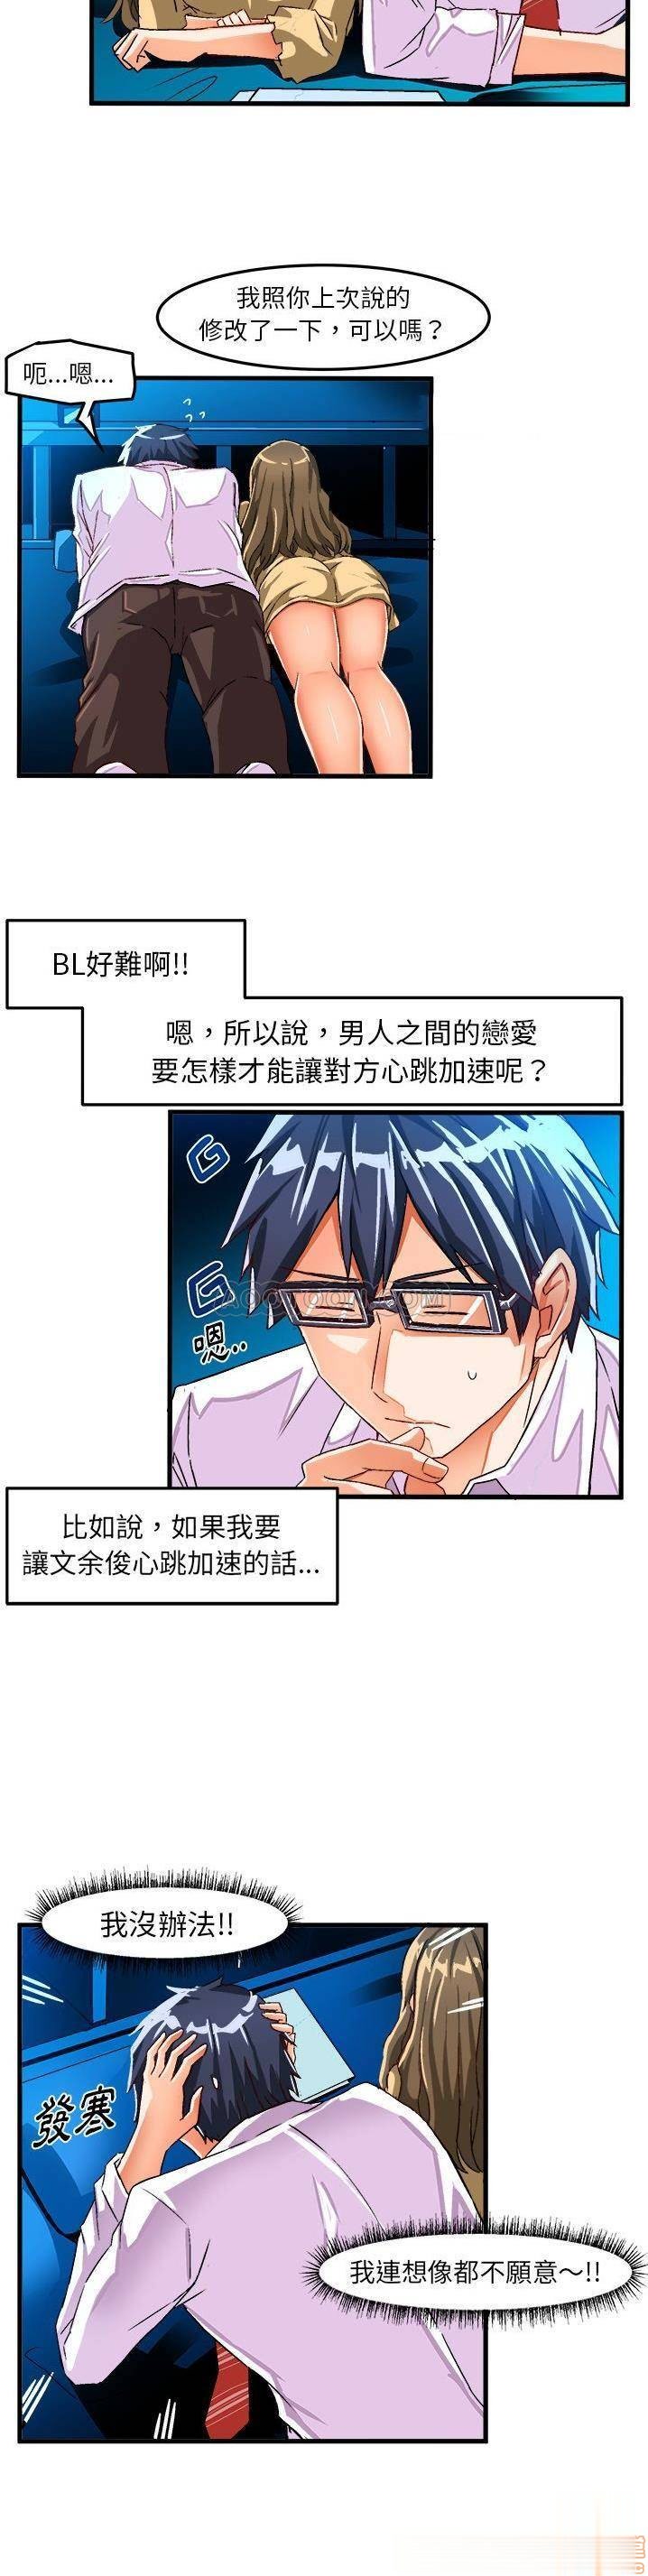 我照你上次說的
修改了一下，可以嗎？
呃...嗯...
BL好難啊!!
嗯，所以說，男人之間的戀愛
要怎樣才能讓對方心跳加速呢？
嗯..
比如說，如果我要
讓文余俊心跳加速的話...
我沒辦法!!
發寒
我連想像都不願意～!!